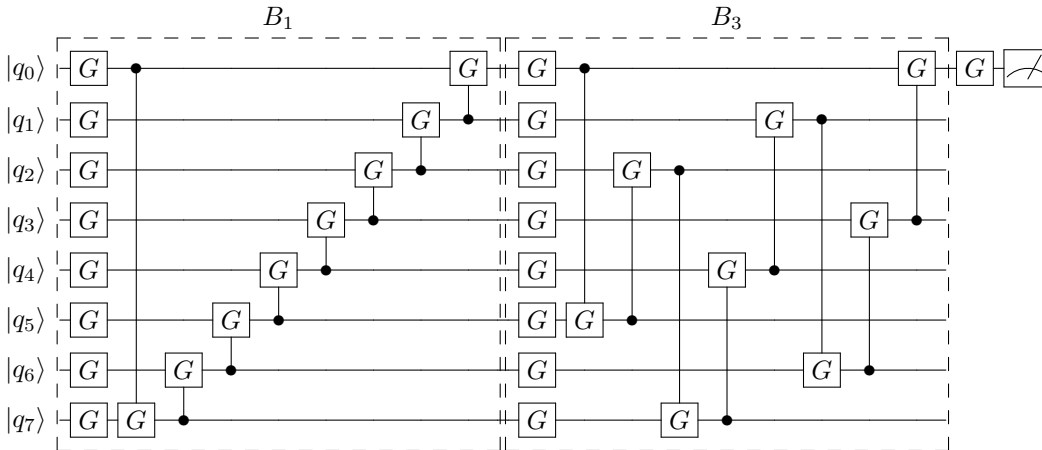 B₁ B₃
|q₀⟩ G G G G
|q₁⟩ G G G G
|q₂⟩ G G G G
|q₃⟩ G G G G
|q₄⟩ G G G G
|q₅⟩ G G G G
|q₆⟩ G G G G
|q₇⟩ G G G G